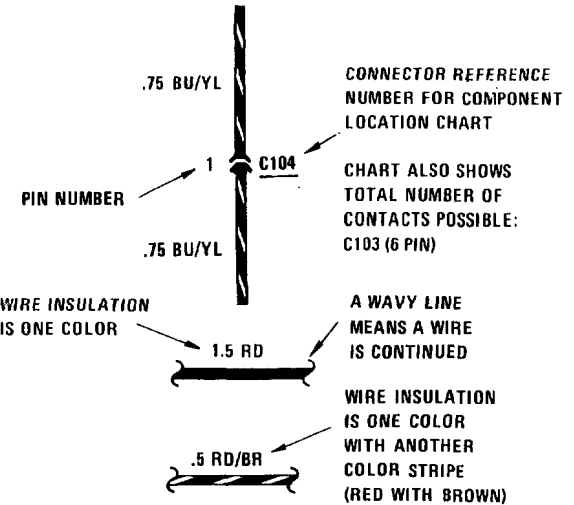 .75 BU/YL
CONNECTOR REFERENCE
NUMBER FOR COMPONENT
LOCATION CHART
1
C104
PIN NUMBER
CHART ALSO SHOWS
TOTAL NUMBER OF
CONTACTS POSSIBLE:
C103 (6 PIN)
.75 BU/YL
WIRE INSULATION
IS ONE COLOR
A WAVY LINE
MEANS A WIRE
IS CONTINUED
1.5 RD
WIRE INSULATION
IS ONE COLOR
WITH ANOTHER
COLOR STRIPE
(RED WITH BROWN)
.5 RD/BR